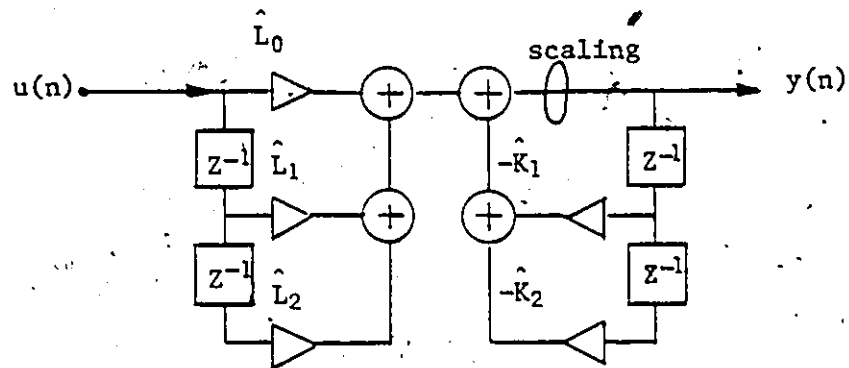 L̂₀
scaling
u(n)
y(n)
+ +
Z⁻¹ L̂₁ -K̂₁ Z⁻¹
+ +
Z⁻¹ L̂₂ -K̂₂ Z⁻¹